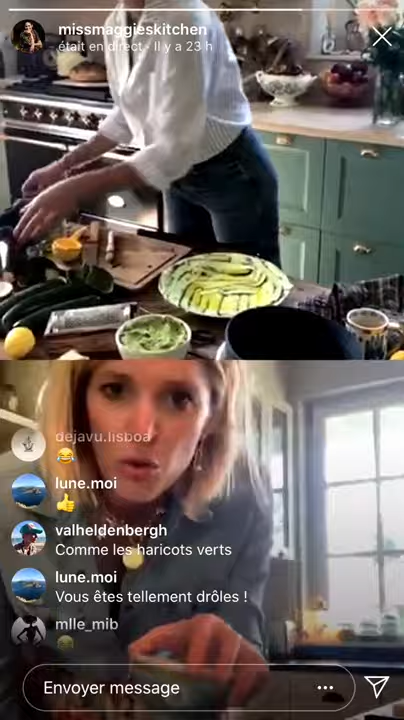 missmaggieskitchen
était en direct · Il y a 23 h
dejavu.lisboa
😂
lune.moi
👍
valheldenbergh
Comme les haricots verts
lune.moi
Vous êtes tellement drôles !
mlle_mib
😂
Envoyer message